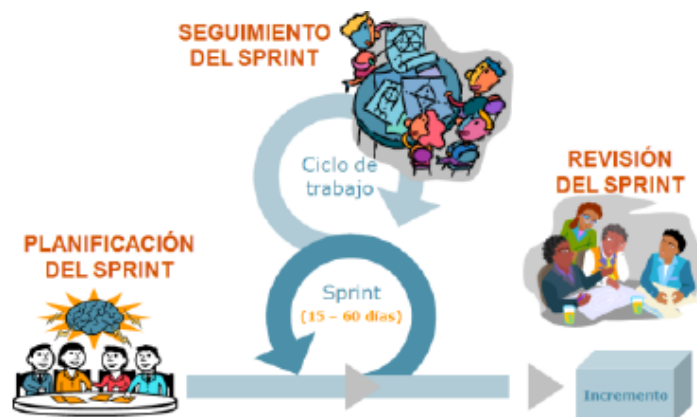 SEGUIMIENTO
DEL SPRINT
Ciclo de
trabajo
REVISIÓN
DEL SPRINT
PLANIFICACIÓN
DEL SPRINT
Sprint
(15 – 60 días)
Incremento